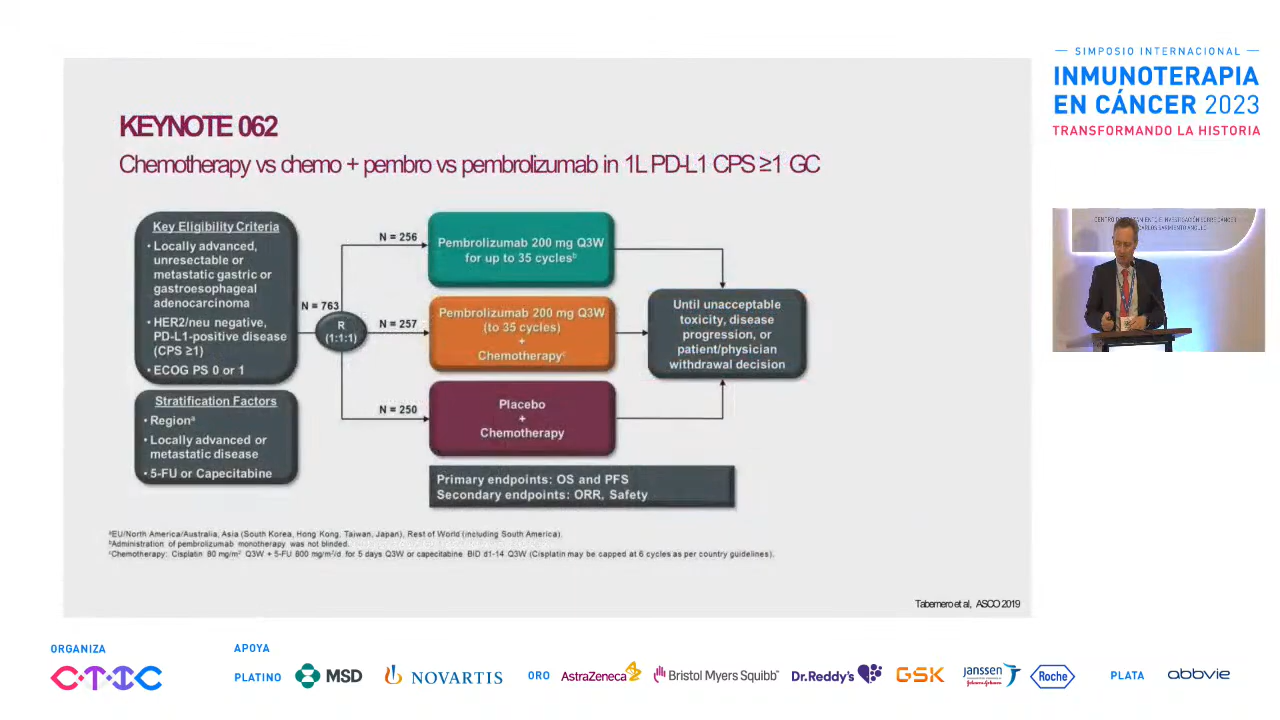 KEYNOTE 062
Chemotherapy vs chemo + pembro vs pembrolizumab in 1L PD-L1 CPS ≥1 GC
Key Eligibility Criteria
• Locally advanced,
unresectable or
metastatic gastric or
gastroesophageal
adenocarcinoma
• HER2/neu negative,
PD-L1-positive disease
(CPS ≥1)
• ECOG PS 0 or 1
Stratification Factors
• Regionᵃ
• Locally advanced or
metastatic disease
• 5-FU or Capecitabine
N = 763
R
(1:1:1)
N = 256
N = 257
N = 250
Pembrolizumab 200 mg Q3W
for up to 35 cyclesᵇ
Pembrolizumab 200 mg Q3W
(to 35 cycles)
+
Chemotherapyᶜ
Placebo
+
Chemotherapy
Until unacceptable
toxicity, disease
progression, or
patient/physician
withdrawal decision
Primary endpoints: OS and PFS
Secondary endpoints: ORR, Safety
ᵃEU/North America/Australia, Asia (South Korea, Hong Kong, Taiwan, Japan), Rest of World (including South America).
ᵇAdministration of pembrolizumab monotherapy was not blinded.
ᶜChemotherapy: Cisplatin 80 mg/m² Q3W + 5-FU 800 mg/m²/d for 5 days Q3W or capecitabine BID d1-14 Q3W (Cisplatin may be capped at 6 cycles as per country guidelines).
Tabernero et al, ASCO 2019
— SIMPOSIO INTERNACIONAL —
INMUNOTERAPIA
EN CÁNCER 2023
TRANSFORMANDO LA HISTORIA
CARLOS SARMIENTO ANGULO
ORGANIZA
CTIC
APOYA
PLATINO
MSD
NOVARTIS
ORO
AstraZeneca
Bristol Myers Squibb
Dr.Reddy's
GSK
Janssen
Johnson & Johnson
Roche
PLATA
abbvie